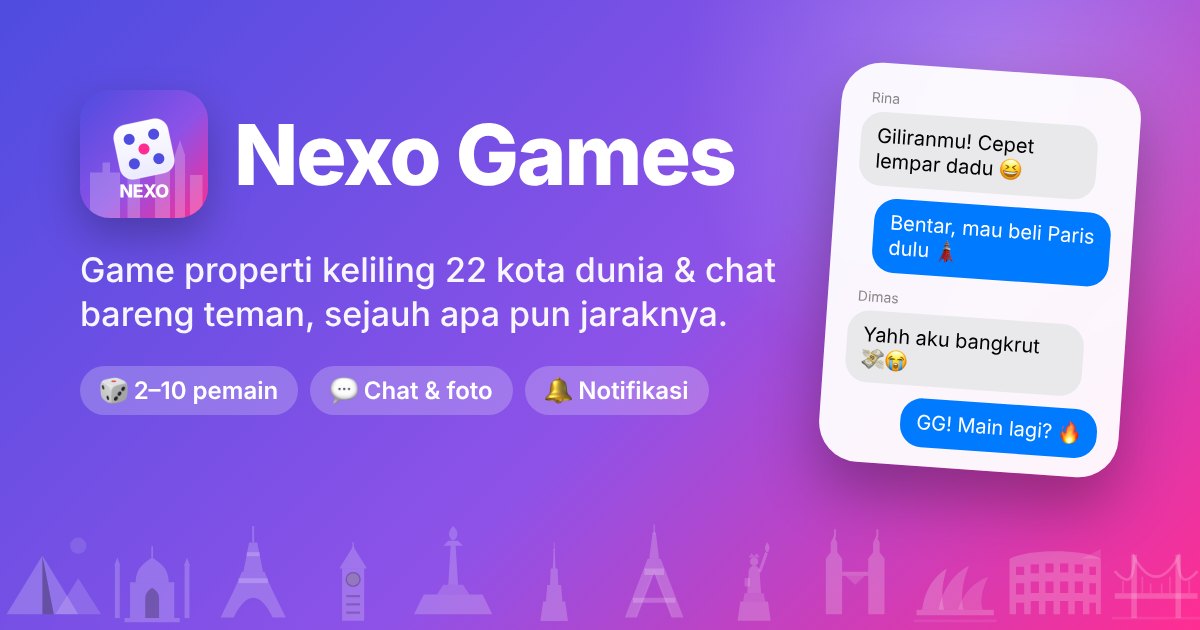 NEXO
Nexo Games
Game properti keliling 22 kota dunia & chat
bareng teman, sejauh apa pun jaraknya.
🎲 2–10 pemain
💬 Chat & foto
🔔 Notifikasi
Rina
Giliranmu! Cepet
lempar dadu 😆
Bentar, mau beli Paris
dulu 🗼
Dimas
Yahh aku bangkrut
💸😭
GG! Main lagi? 🔥